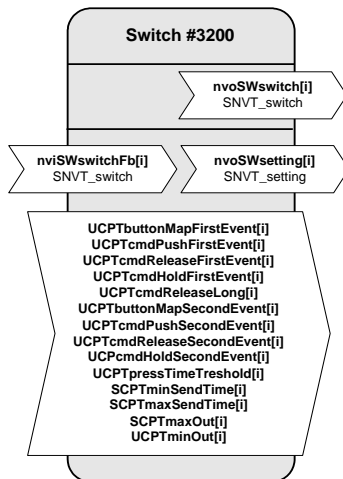 Switch #3200
nvoSWswitch[i]
SNVT_switch
nviSWswitchFb[i]
SNVT_switch
nvoSWsetting[i]
SNVT_setting
UCPTbuttonMapFirstEvent[i]
UCPTcmdPushFirstEvent[i]
UCPTcmdReleaseFirstEvent[i]
UCPTcmdHoldFirstEvent[i]
UCPTcmdReleaseLong[i]
UCPTbuttonMapSecondEvent[i]
UCPTcmdPushSecondEvent[i]
UCPTcmdReleaseSecondEvent[i]
UCPcmdHoldSecondEvent[i]
UCPTpressTimeTreshold[i]
SCPTminSendTime[i]
SCPTmaxSendTime[i]
SCPTmaxOut[i]
UCPTminOut[i]